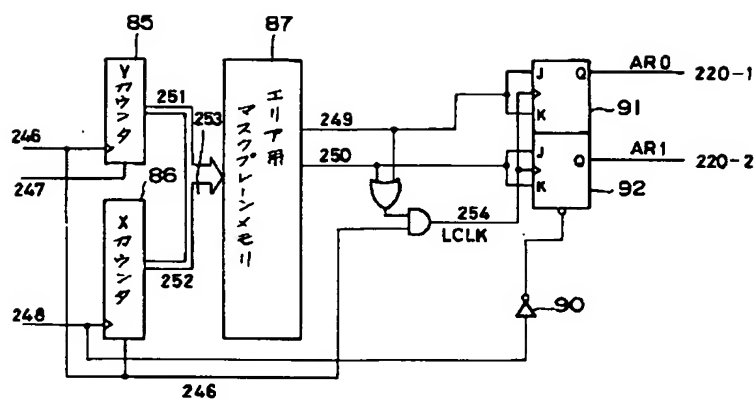 85
Yカウンタ
246
247
86
Xカウンタ
248
251
253
252
246
87
エリア用
マスクプレーンメモリ
249
250
254
LCLK
J
Q
K
AR0
220-1
91
J
Q
K
AR1
220-2
92
90